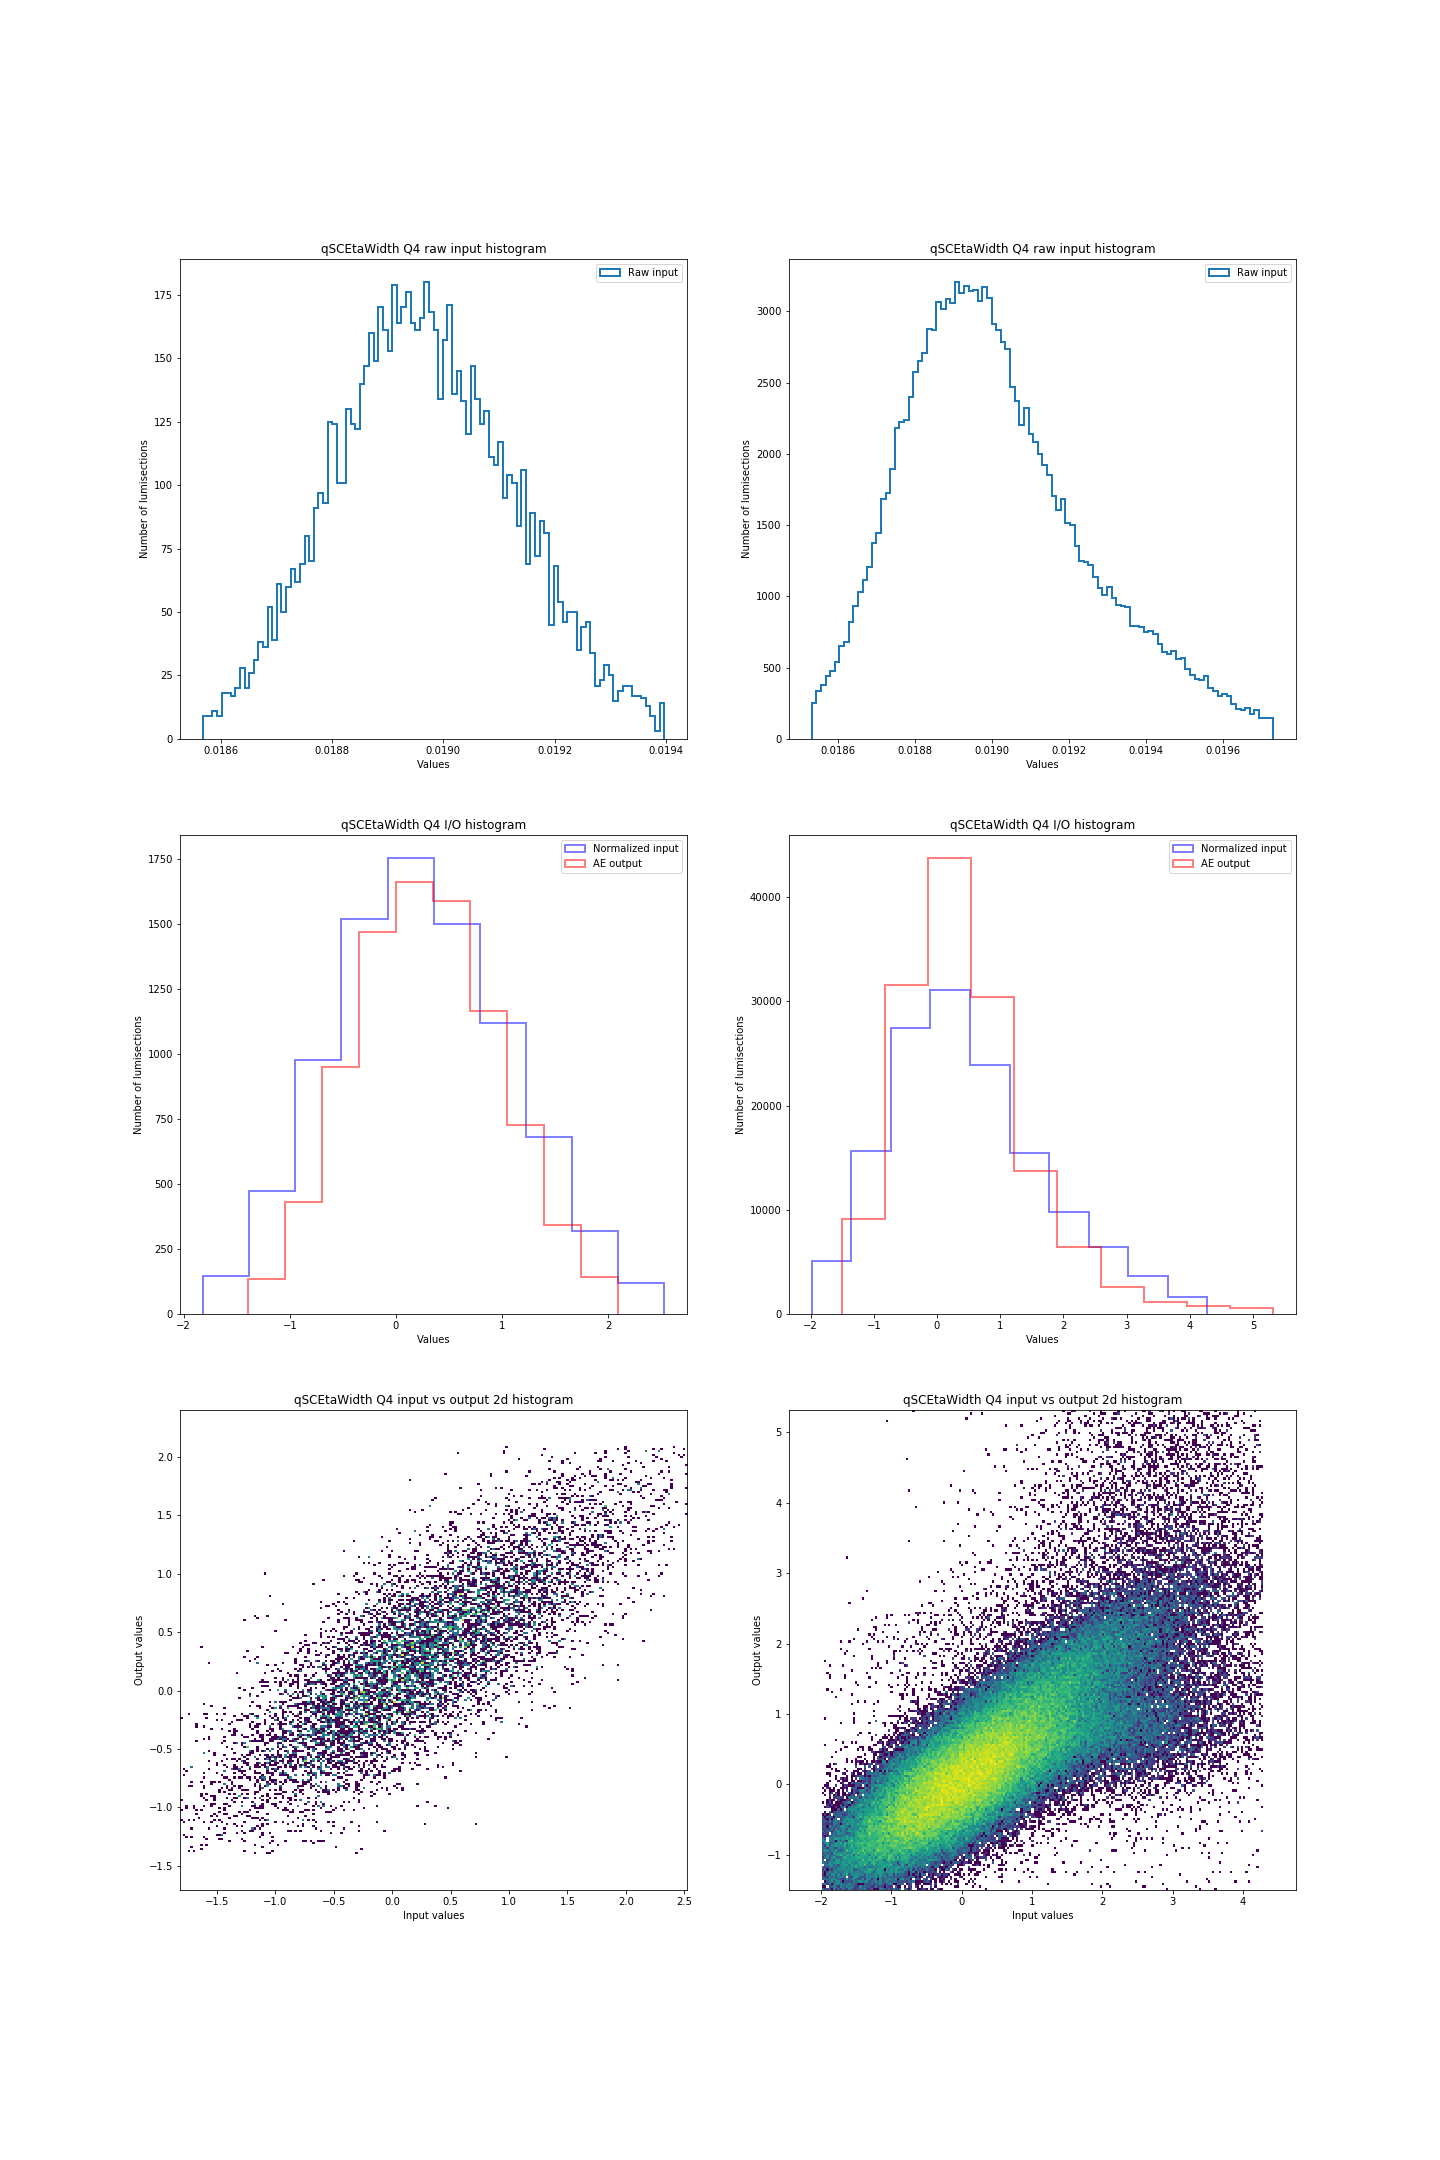 qSCEtaWidth Q4 raw input histogram
Raw input
175
150
125
100
75
50
25
0
Number of lumisections
0.0186 0.0188 0.0190 0.0192 0.0194
Values
qSCEtaWidth Q4 raw input histogram
Raw input
3000
2500
2000
1500
1000
500
0
Number of lumisections
0.0186 0.0188 0.0190 0.0192 0.0194 0.0196
Values
qSCEtaWidth Q4 I/O histogram
Normalized input
AE output
1750
1500
1250
1000
750
500
250
0
Number of lumisections
−2 −1 0 1 2
Values
qSCEtaWidth Q4 I/O histogram
Normalized input
AE output
40000
30000
20000
10000
0
Number of lumisections
−2 −1 0 1 2 3 4 5
Values
qSCEtaWidth Q4 input vs output 2d histogram
2.0
1.5
1.0
0.5
0.0
−0.5
−1.0
−1.5
Output values
−1.5 −1.0 −0.5 0.0 0.5 1.0 1.5 2.0 2.5
Input values
qSCEtaWidth Q4 input vs output 2d histogram
5
4
3
2
1
0
−1
Output values
−2 −1 0 1 2 3 4
Input values